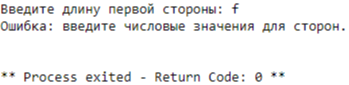 Введите длину первой стороны: f
Ошибка: введите числовые значения для сторон.
** Process exited - Return Code: 0 **